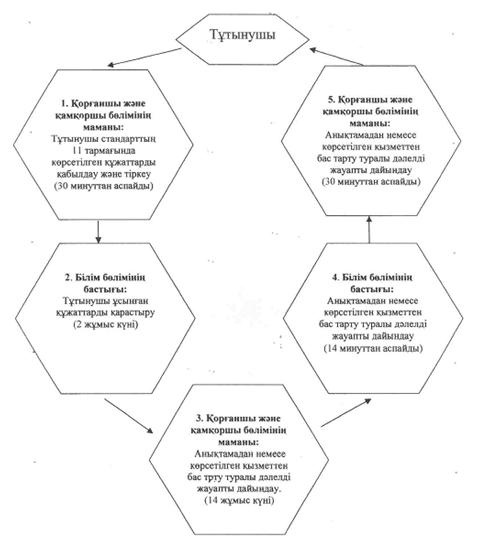 Тұтынушы
1. Қорғаншы және
қамқоршы бөлімінің
маманы:
Тұтынушы стандарттың
11 тармағында
көрсетілген құжаттарды
қабылдау және тіркеу
(30 минуттан аспайды)
2. Білім бөлімінің
бастығы:
Тұтынушы ұсынған
құжаттарды қарастыру
(2 жұмыс күні)
3. Қорғаншы және
қамқоршы бөлімінің
маманы:
Анықтамадан немесе
көрсетілген қызметтен
бас трту туралы дәлелді
жауапты дайындау.
(14 жұмыс күні)
4. Білім бөлімінің
бастығы:
Анықтамадан немесе
көрсетілген қызметтен
бас тарту туралы дәлелді
жауапты дайындау
(14 минуттан аспайды)
5. Қорғаншы және
қамқоршы бөлімінің
маманы:
Анықтамадан немесе
көрсетілген қызметтен
бас тарту туралы дәлелді
жауапты дайындау
(30 минуттан аспайды)